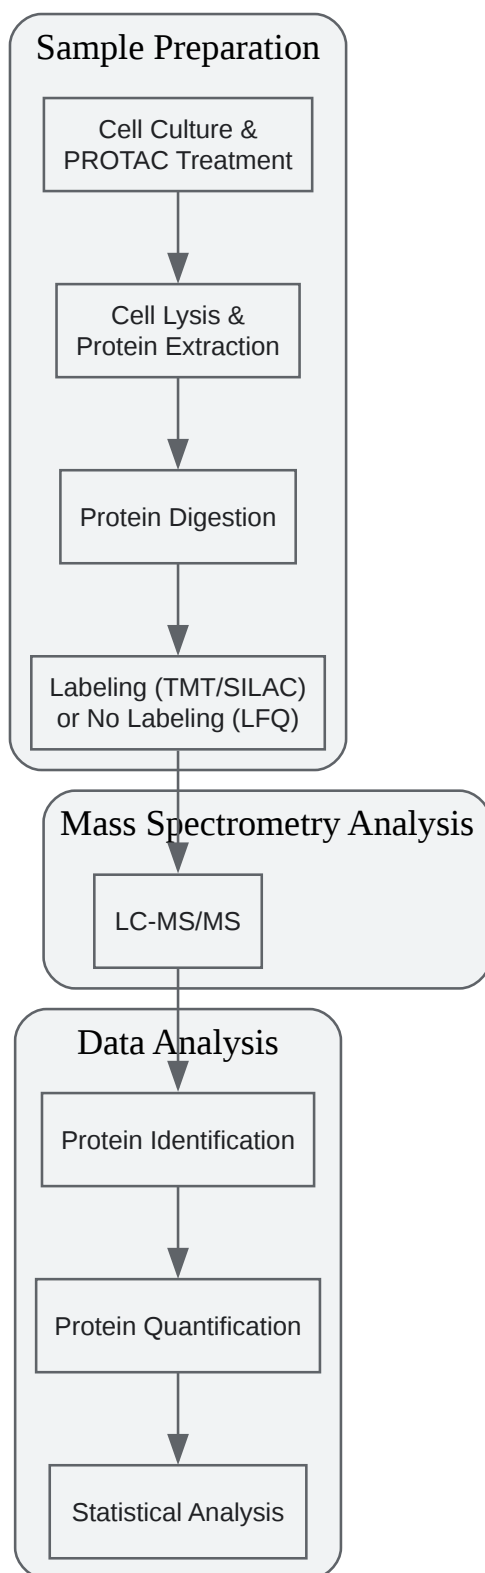 Sample Preparation
Cell Culture &
PROTAC Treatment
Cell Lysis &
Protein Extraction
Protein Digestion
Labeling (TMT/SILAC)
or No Labeling (LFQ)
Mass Spectrometry Analysis
LC-MS/MS
Data Analysis
Protein Identification
Protein Quantification
Statistical Analysis